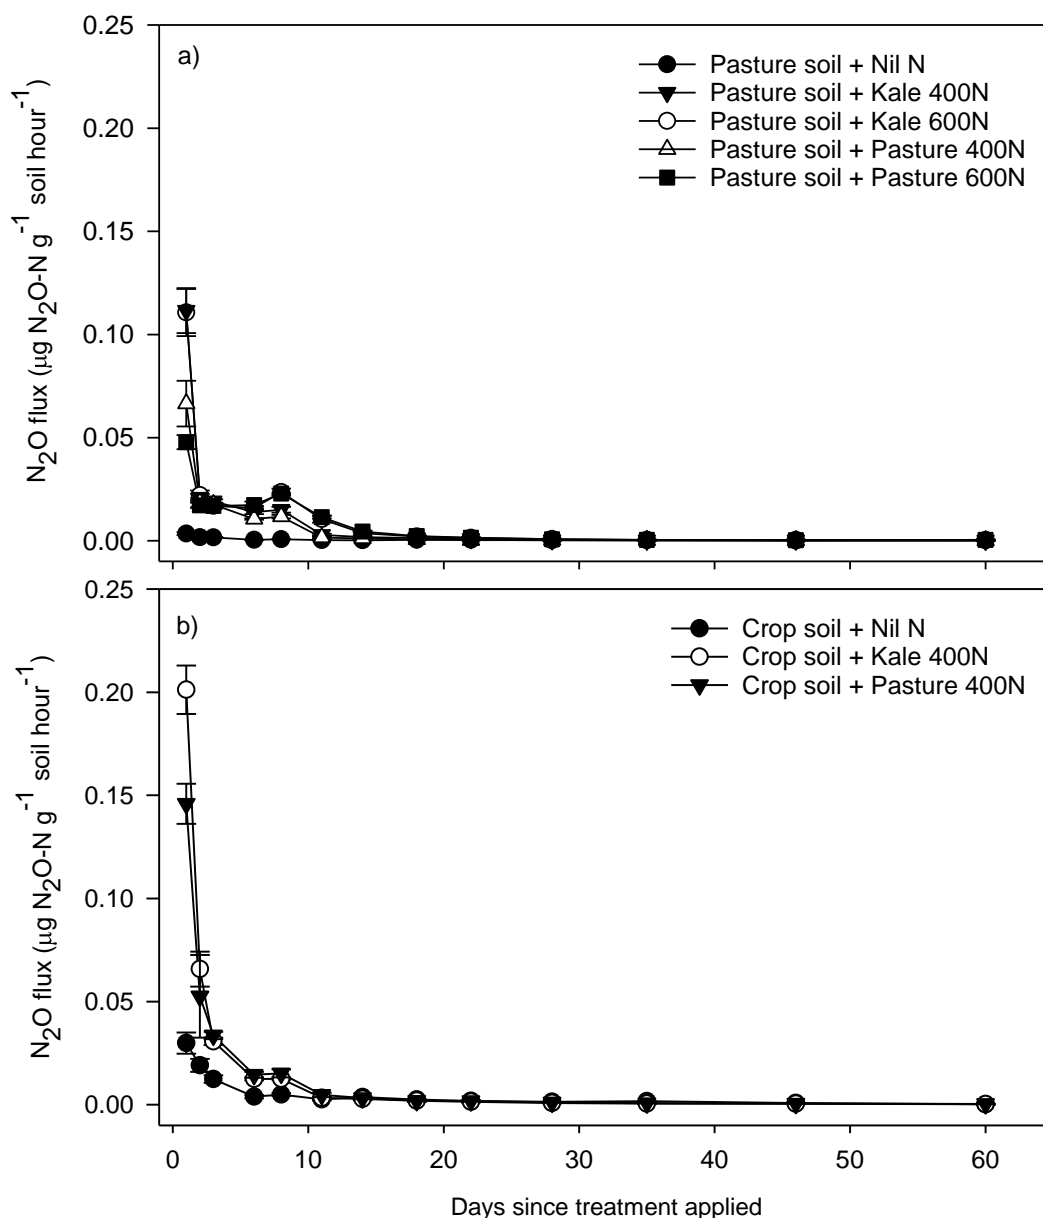 0.25
a)
Pasture soil + Nil N
Pasture soil + Kale 400N
Pasture soil + Kale 600N
Pasture soil + Pasture 400N
Pasture soil + Pasture 600N
0.20
0.15
0.10
0.05
0.00
N₂O flux (μg N₂O-N g⁻¹ soil hour⁻¹)
0.25
b)
Crop soil + Nil N
Crop soil + Kale 400N
Crop soil + Pasture 400N
0.20
0.15
0.10
0.05
0.00
N₂O flux (μg N₂O-N g⁻¹ soil hour⁻¹)
0 10 20 30 40 50 60
Days since treatment applied